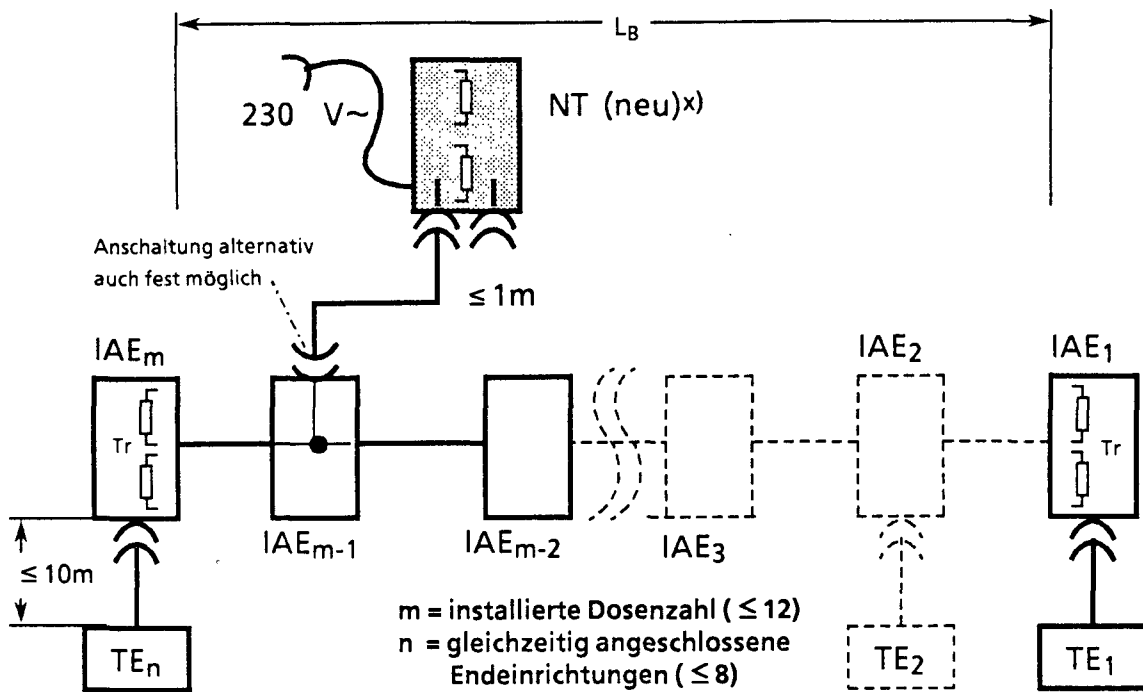 L_B
NT (neu)x)
230 V~
Anschaltung alternativ
auch fest möglich
≤ 1m
IAE_m
IAE_2
IAE_1
Tr
Tr
IAE_m-1
IAE_m-2
IAE_3
≤ 10m
m = installierte Dosenzahl ( ≤ 12)
n = gleichzeitig angeschlossene
Endeinrichtungen ( ≤ 8)
TE_n
TE_2
TE_1